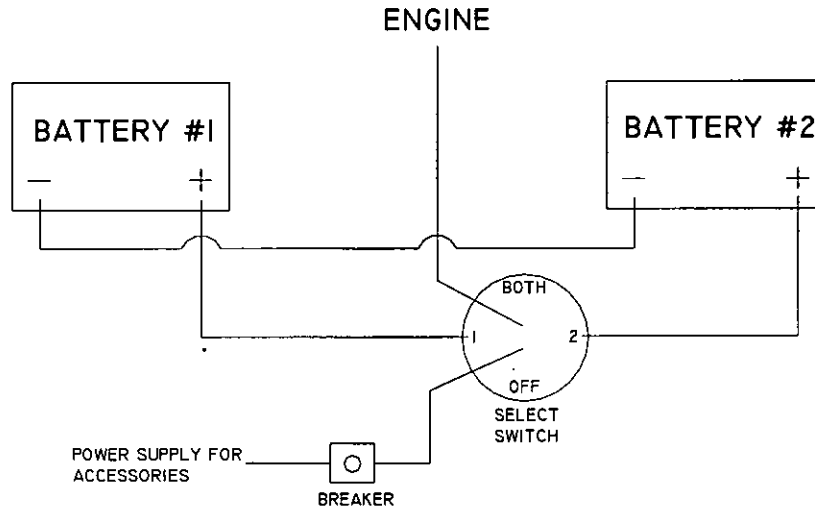 ENGINE
BATTERY #1
BATTERY #2
— +
— +
BOTH
1
2
OFF
SELECT
SWITCH
POWER SUPPLY FOR
ACCESSORIES
BREAKER